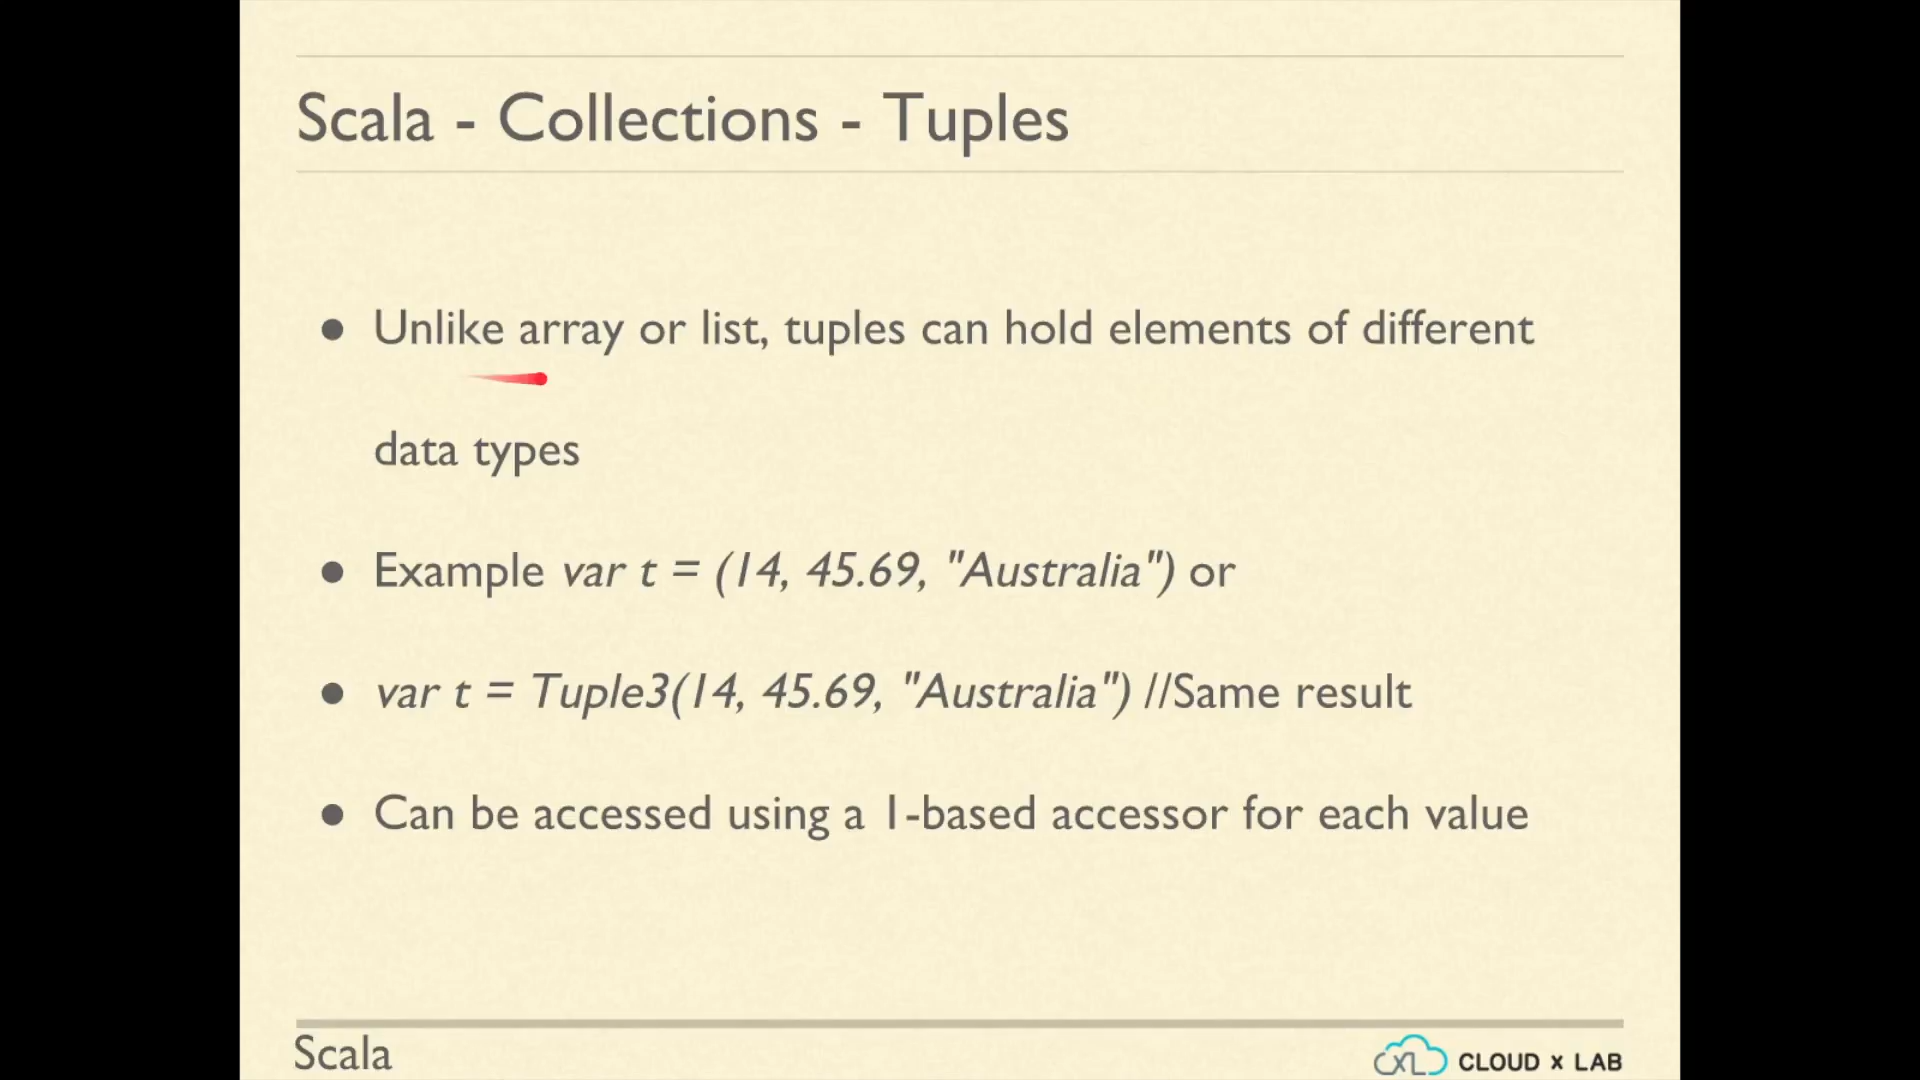 Scala - Collections - Tuples
● Unlike array or list, tuples can hold elements of different
data types
● Example var t = (14, 45.69, "Australia") or
● var t = Tuple3(14, 45.69, "Australia") //Same result
● Can be accessed using a 1-based accessor for each value
Scala
CXL CLOUD x LAB